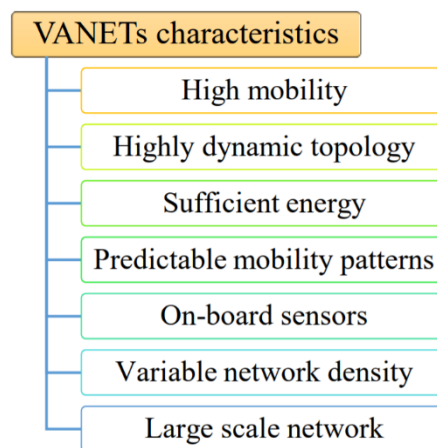 VANETs characteristics
High mobility
Highly dynamic topology
Sufficient energy
Predictable mobility patterns
On-board sensors
Variable network density
Large scale network